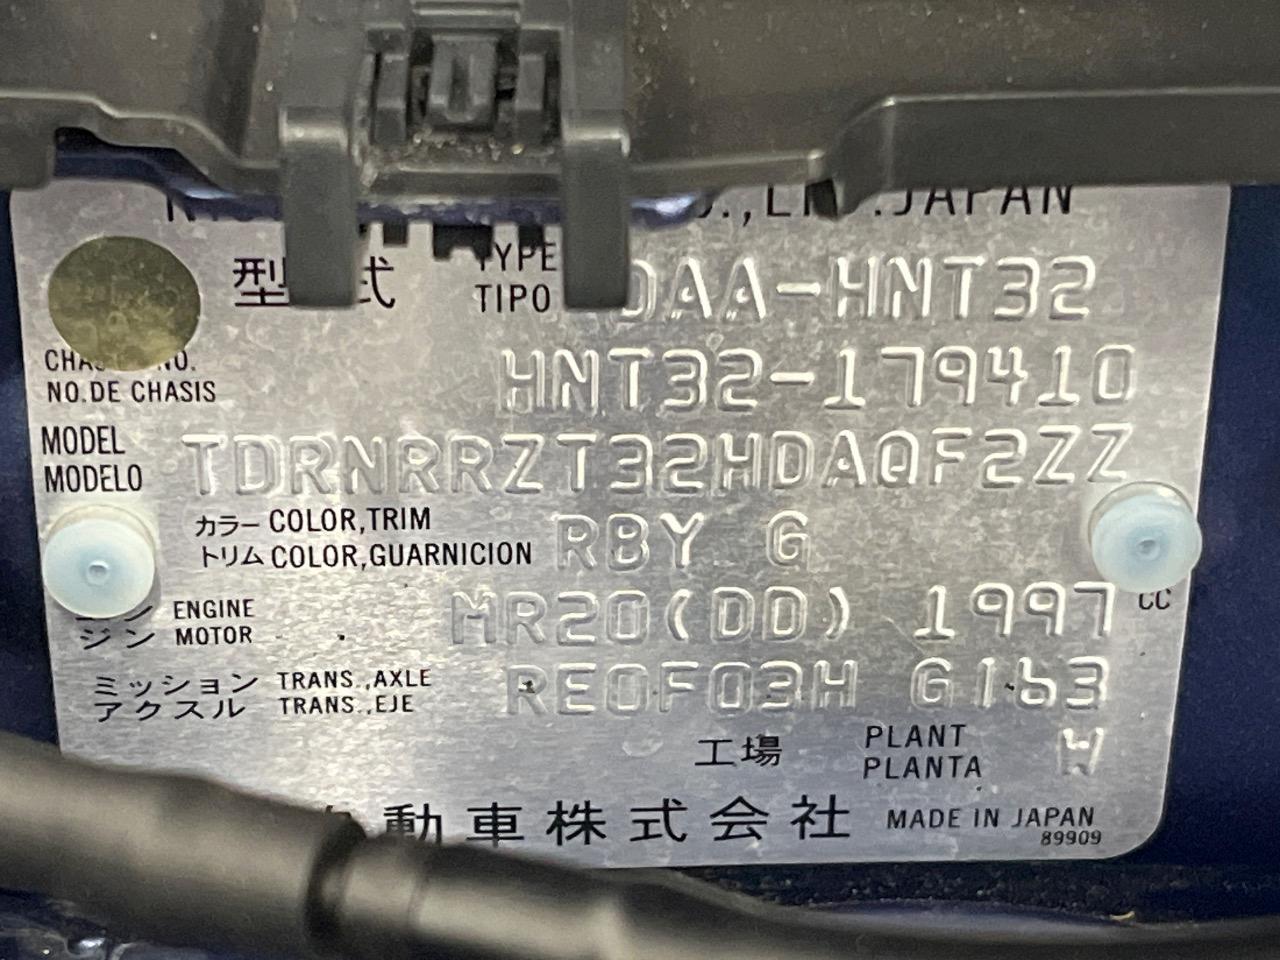 JAPAN
式 TYPE
TIPO DAA-HNT32
NO.
NO.DE CHASIS HNT32-179410
MODEL
MODELO TDRNRRZT32HDAQF2ZZ
カラー COLOR,TRIM
トリム COLOR,GUARNICION RBY G
ENGINE
ジン MOTOR MR20(DD) 1997 CC
ミッション TRANS.,AXLE
アクスル TRANS.,EJE RE0F03H G163
工場 PLANT
PLANTA W
動車株式会社 MADE IN JAPAN
89909